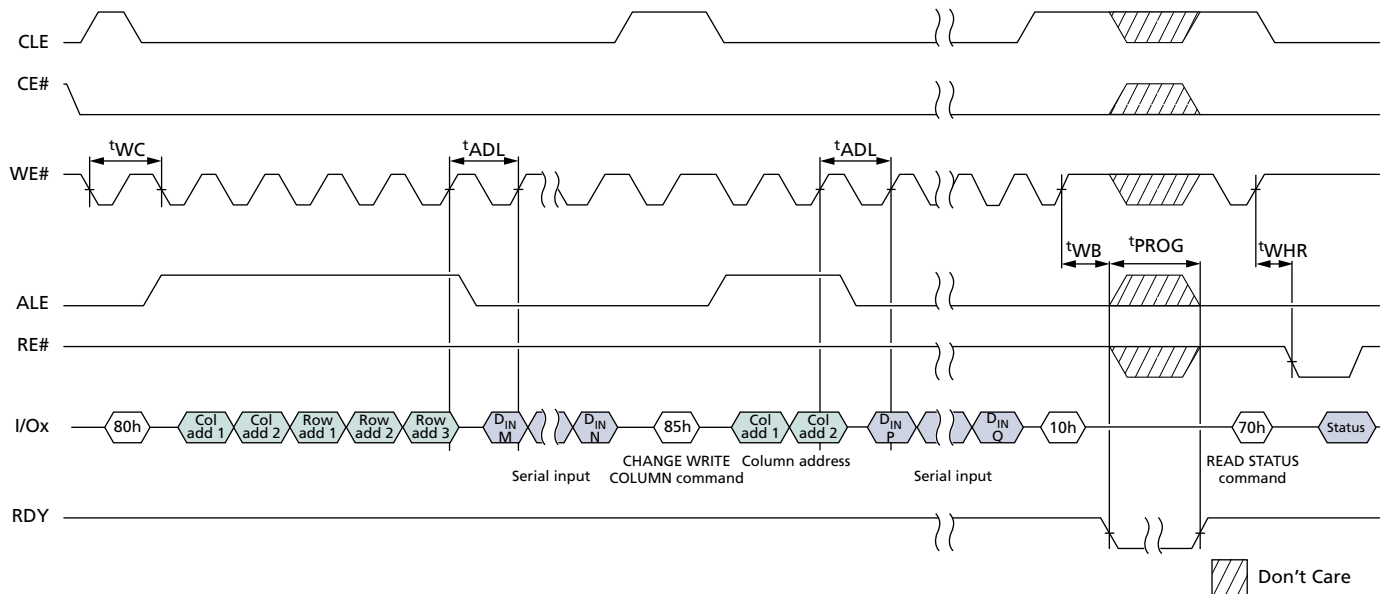 CLE
CE#
tWC
tADL
tADL
WE#
tWB
tPROG
tWHR
ALE
RE#
I/Ox
80h
Col add 1
Col add 2
Row add 1
Row add 2
Row add 3
DIN M
DIN N
85h
Col add 1
Col add 2
DIN P
DIN Q
10h
70h
Status
Serial input
CHANGE WRITE
COLUMN command
Column address
Serial input
READ STATUS
command
RDY
Don't Care